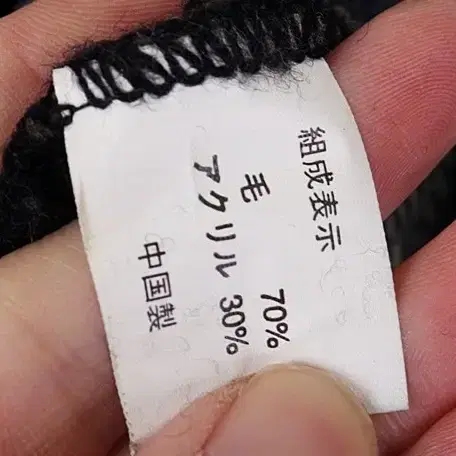 組成表示
毛 70%
アクリル 30%
中国製